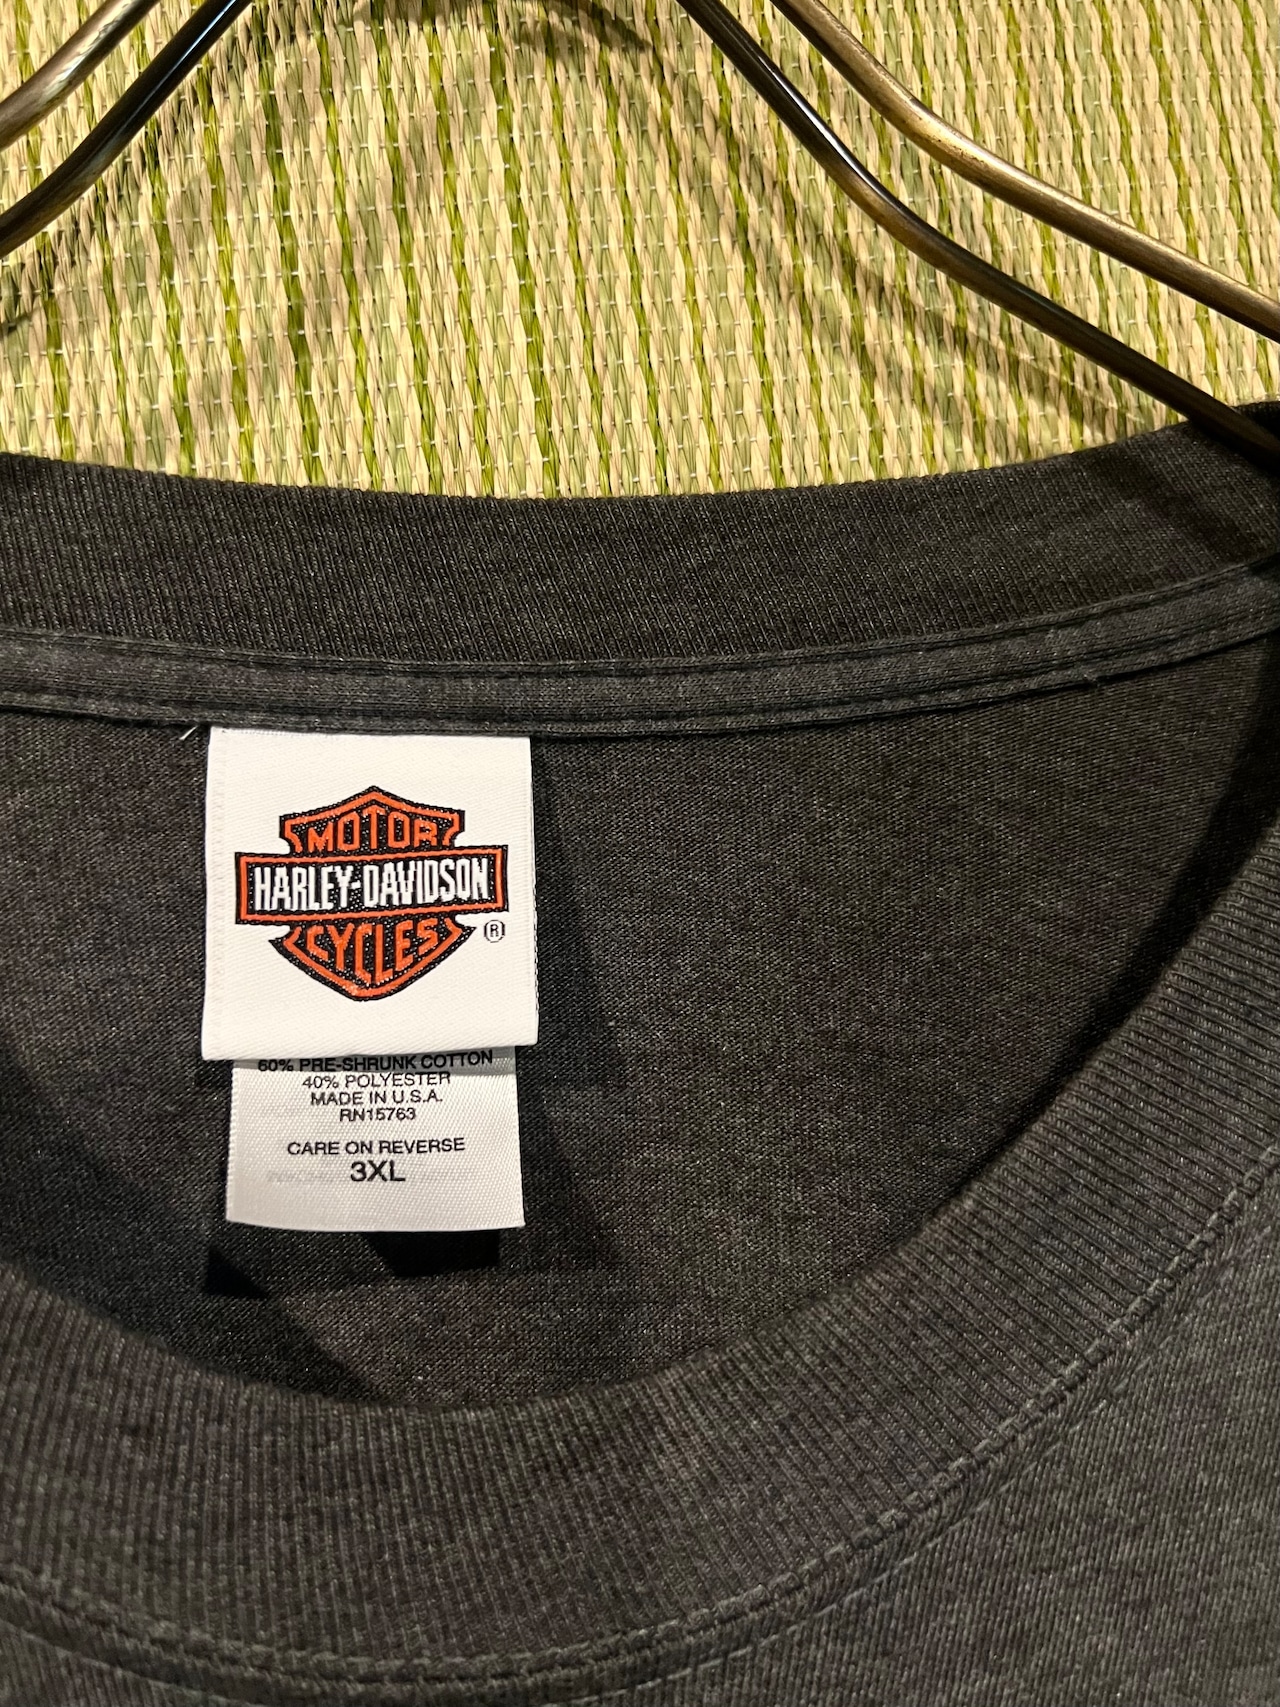 MOTOR
HARLEY-DAVIDSON
CYCLES ®
60% PRE-SHRUNK COTTON
40% POLYESTER
MADE IN U.S.A.
RN15763
CARE ON REVERSE
3XL